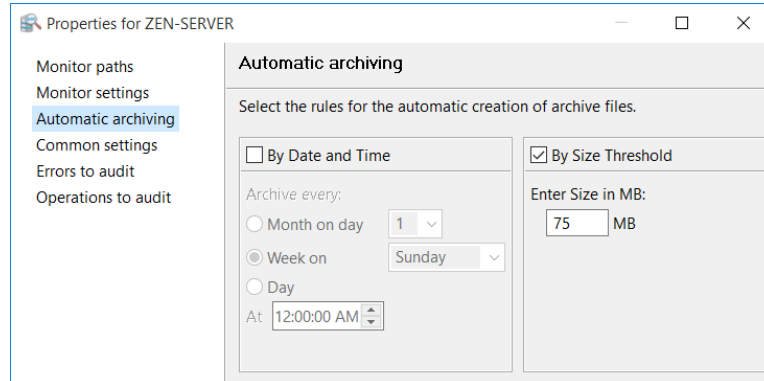 Properties for ZEN-SERVER
Monitor paths
Monitor settings
Automatic archiving
Common settings
Errors to audit
Operations to audit
Automatic archiving
Select the rules for the automatic creation of archive files.
By Date and Time
Archive every:
Month on day 1
Week on Sunday
Day
At 12:00:00 AM
By Size Threshold
Enter Size in MB:
75 MB